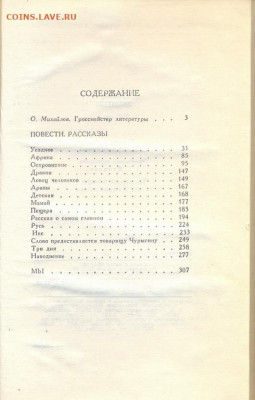 COINS.LAVE.RU
СОДЕРЖАНИЕ
О. Михайлов. Гроссмейстер литературы . . . 3
ПОВЕСТИ. РАССКАЗЫ
Уездное . . . . . . . . . . . . 31
Африка . . . . . . . . . . . . 85
Островитяне . . . . . . . . . . . . 95
Дракон . . . . . . . . . . . . 147
Ловец человеков . . . . . . . . . . . . 149
Арапы . . . . . . . . . . . . 167
Детская . . . . . . . . . . . . 168
Мамай . . . . . . . . . . . . 177
Пещера . . . . . . . . . . . . 185
Рассказ о самом главном . . . . . . . . 194
Русь . . . . . . . . . . . . 224
Икс . . . . . . . . . . . . 233
Слово предоставляется товарищу Чурыгину . . 249
Три дня . . . . . . . . . . . . 258
Наводнение . . . . . . . . . . . . 277
МЫ . . . . . . . . . . . . 307